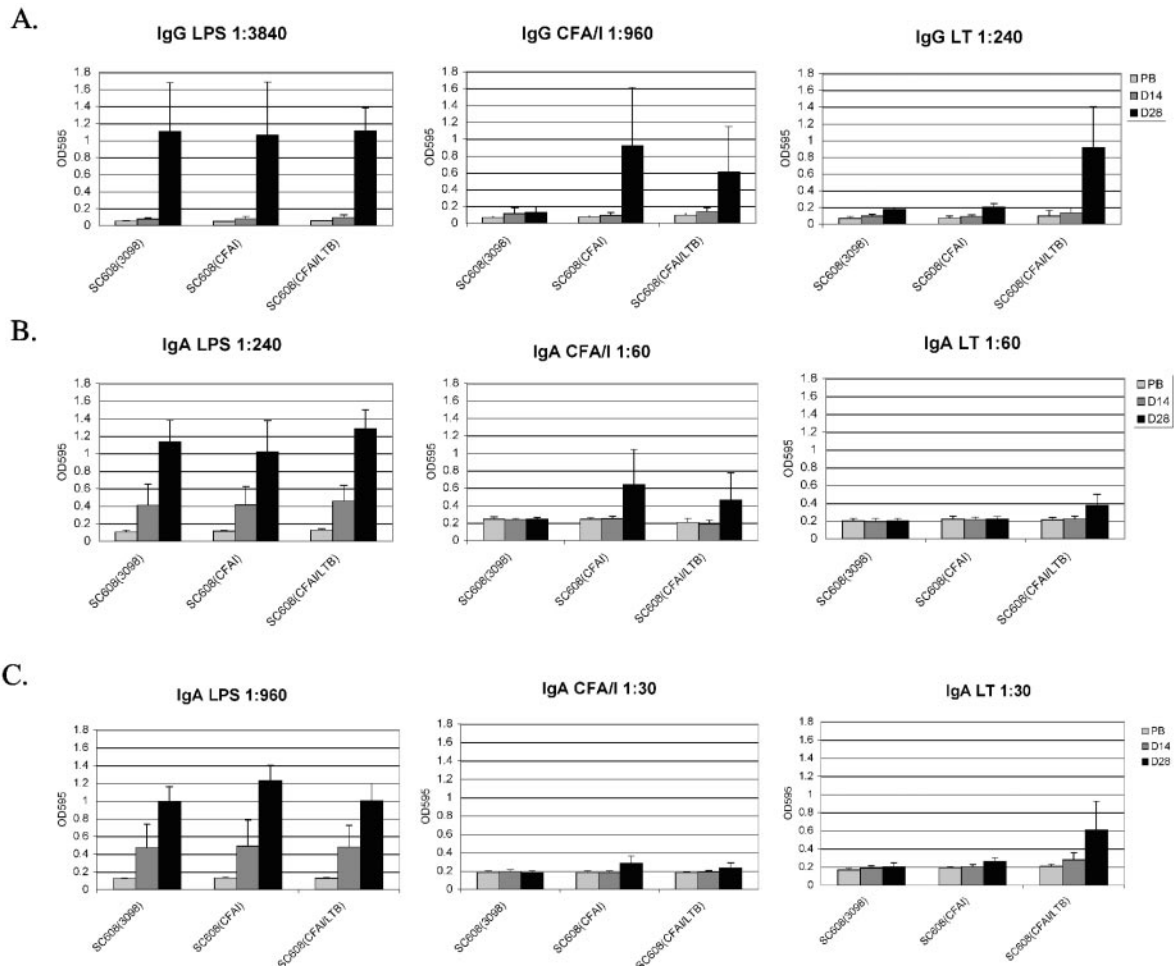 A.
IgG LPS 1:3840
IgG CFA/I 1:960
IgG LT 1:240
1.8
1.6
1.4
1.2
1
0.8
0.6
0.4
0.2
0
OD595
SC608(3098)
SC608(CFAI)
SC608(CFAI/LTB)
1.8
1.6
1.4
1.2
1
0.8
0.6
0.4
0.2
0
OD595
SC608(3098)
SC608(CFAI)
SC608(CFAI/LTB)
1.8
1.6
1.4
1.2
1
0.8
0.6
0.4
0.2
0
OD595
SC608(3098)
SC608(CFAI)
SC608(CFAI/LTB)
PB
D14
D28
B.
IgA LPS 1:240
IgA CFA/I 1:60
IgA LT 1:60
1.8
1.6
1.4
1.2
1
0.8
0.6
0.4
0.2
0
OD595
SC608(3098)
SC608(CFAI)
SC608(CFAI/LTB)
1.8
1.6
1.4
1.2
1
0.8
0.6
0.4
0.2
0
OD595
SC608(3098)
SC608(CFAI)
SC608(CFAI/LTB)
1.8
1.6
1.4
1.2
1
0.8
0.6
0.4
0.2
0
OD595
SC608(3098)
SC608(CFAI)
SC608(CFAI/LTB)
PB
D14
D28
C.
IgA LPS 1:960
IgA CFA/I 1:30
IgA LT 1:30
1.8
1.6
1.4
1.2
1
0.8
0.6
0.4
0.2
0
OD595
SC608(3098)
SC608(CFAI)
SC608(CFAI/LTB)
1.8
1.6
1.4
1.2
1
0.8
0.6
0.4
0.2
0
OD595
SC608(3098)
SC608(CFAI)
SC608(CFAI/LTB)
1.8
1.6
1.4
1.2
1
0.8
0.6
0.4
0.2
0
OD595
SC608(3098)
SC608(CFAI)
SC608(CFAI/LTB)
PB
D14
D28